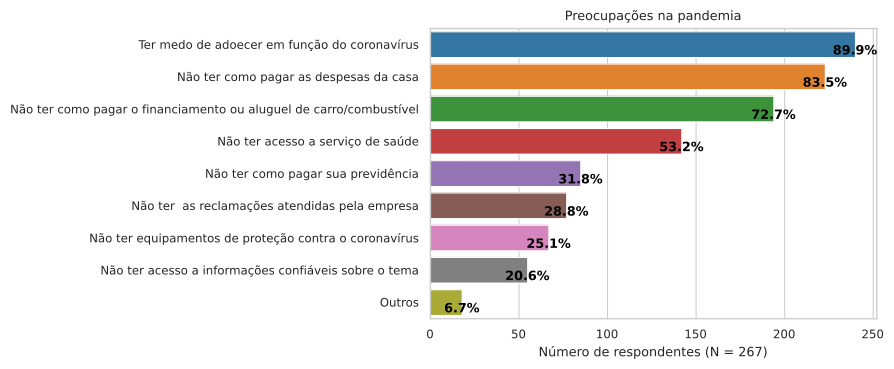 Preocupações na pandemia
Ter medo de adoecer em função do coronavírus 89.9%
Não ter como pagar as despesas da casa 83.5%
Não ter como pagar o financiamento ou aluguel de carro/combustível 72.7%
Não ter acesso a serviço de saúde 53.2%
Não ter como pagar sua previdência 31.8%
Não ter  as reclamações atendidas pela empresa 28.8%
Não ter equipamentos de proteção contra o coronavírus 25.1%
Não ter acesso a informações confiáveis sobre o tema 20.6%
Outros 6.7%
0 50 100 150 200 250
Número de respondentes (N = 267)